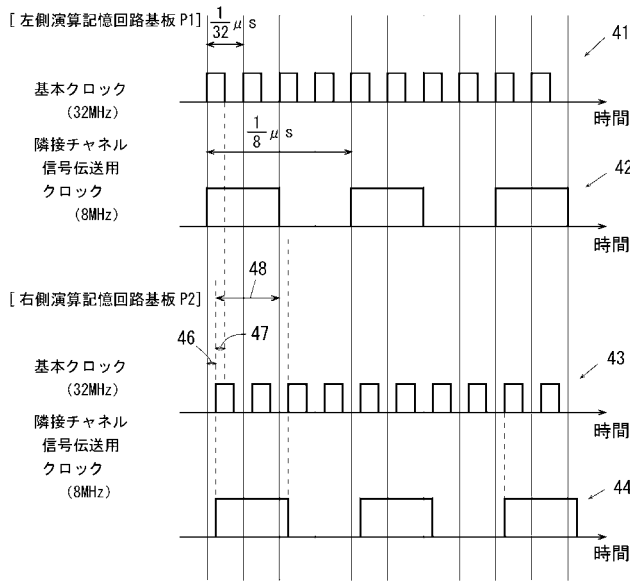 [左側演算記憶回路基板 P1]
1/32 μs
41
基本クロック
(32MHz)
時間
隣接チャネル
信号伝送用
クロック
(8MHz)
1/8 μs
42
時間
48
[右側演算記憶回路基板 P2]
46
47
基本クロック
(32MHz)
43
時間
隣接チャネル
信号伝送用
クロック
(8MHz)
44
時間